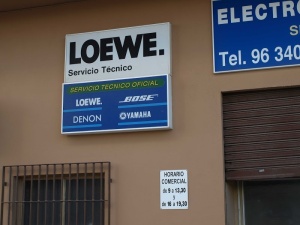 LOEWE.
Servicio Técnico
SERVICIO TECNICO OFICIAL
LOEWE. BOSE
DENON YAMAHA
ELECTRO
Tel. 96 340
HORARIO
COMERCIAL
de 9 a 13,30
y
de 16 a 19,30